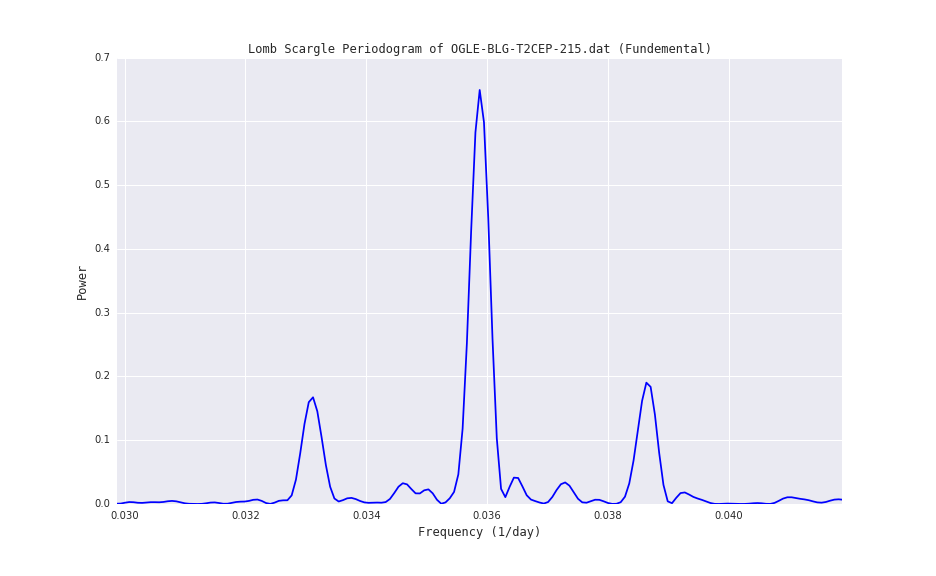 Lomb Scargle Periodogram of OGLE-BLG-T2CEP-215.dat (Fundemental)
0.7
0.6
0.5
0.4
0.3
0.2
0.1
0.0
Power
0.030 0.032 0.034 0.036 0.038 0.040
Frequency (1/day)